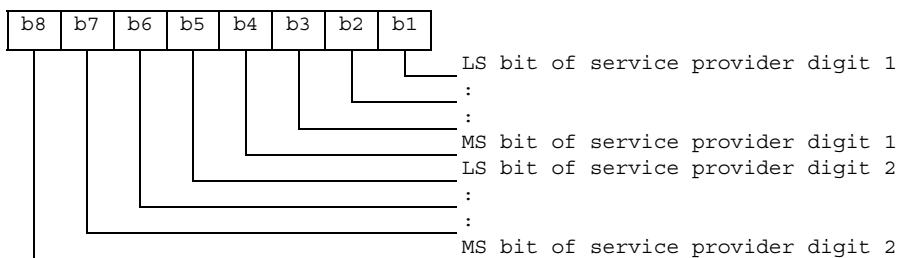 b8 b7 b6 b5 b4 b3 b2 b1
LS bit of service provider digit 1
:
:
MS bit of service provider digit 1
LS bit of service provider digit 2
:
:
MS bit of service provider digit 2